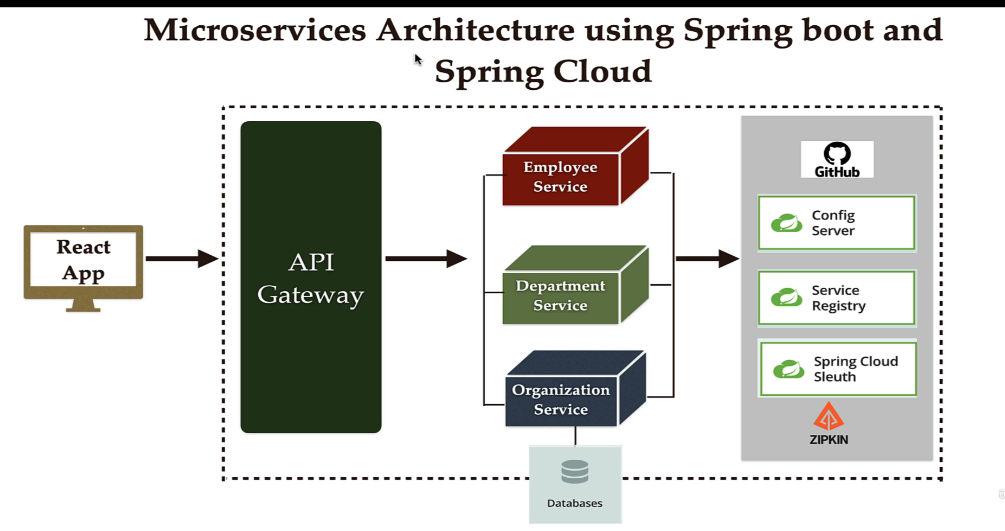 Microservices Architecture using Spring boot and
Spring Cloud
React
App
API
Gateway
Employee
Service
Department
Service
Organization
Service
Databases
GitHub
Config
Server
Service
Registry
Spring Cloud
Sleuth
ZIPKIN